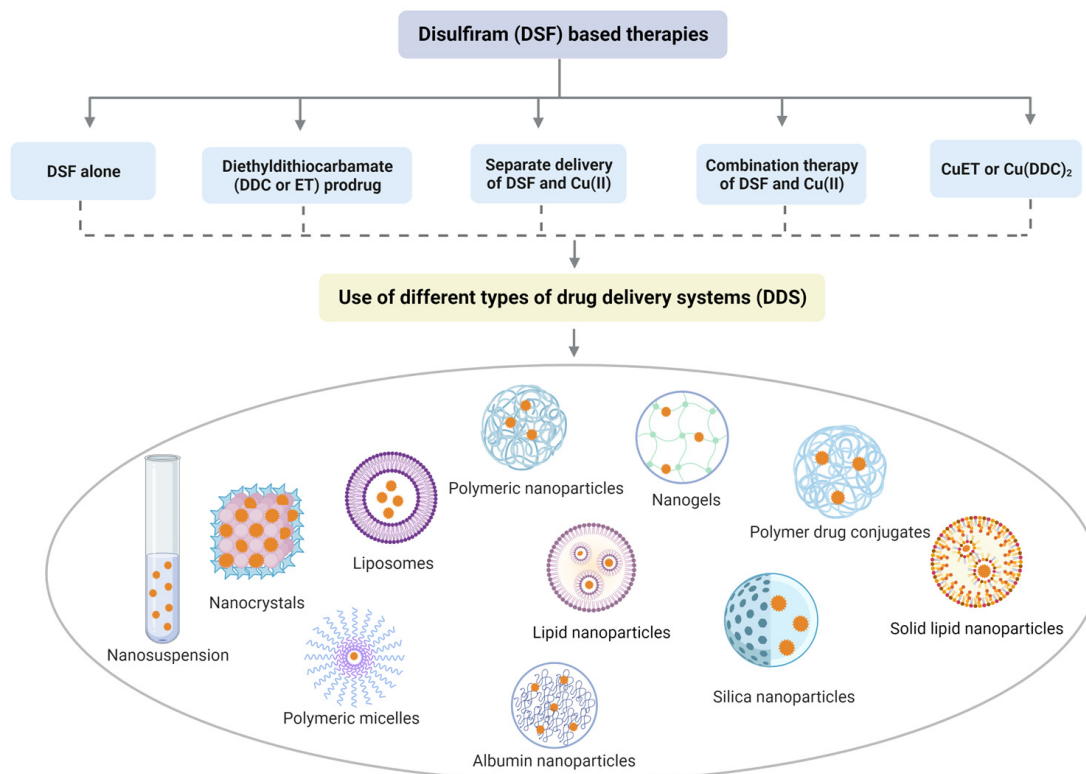 Disulfiram (DSF) based therapies
DSF alone
Diethyldithiocarbamate
(DDC or ET) prodrug
Separate delivery
of DSF and Cu(II)
Combination therapy
of DSF and Cu(II)
CuET or Cu(DDC)₂
Use of different types of drug delivery systems (DDS)
Nanosuspension
Nanocrystals
Liposomes
Polymeric nanoparticles
Nanogels
Polymer drug conjugates
Lipid nanoparticles
Solid lipid nanoparticles
Polymeric micelles
Silica nanoparticles
Albumin nanoparticles